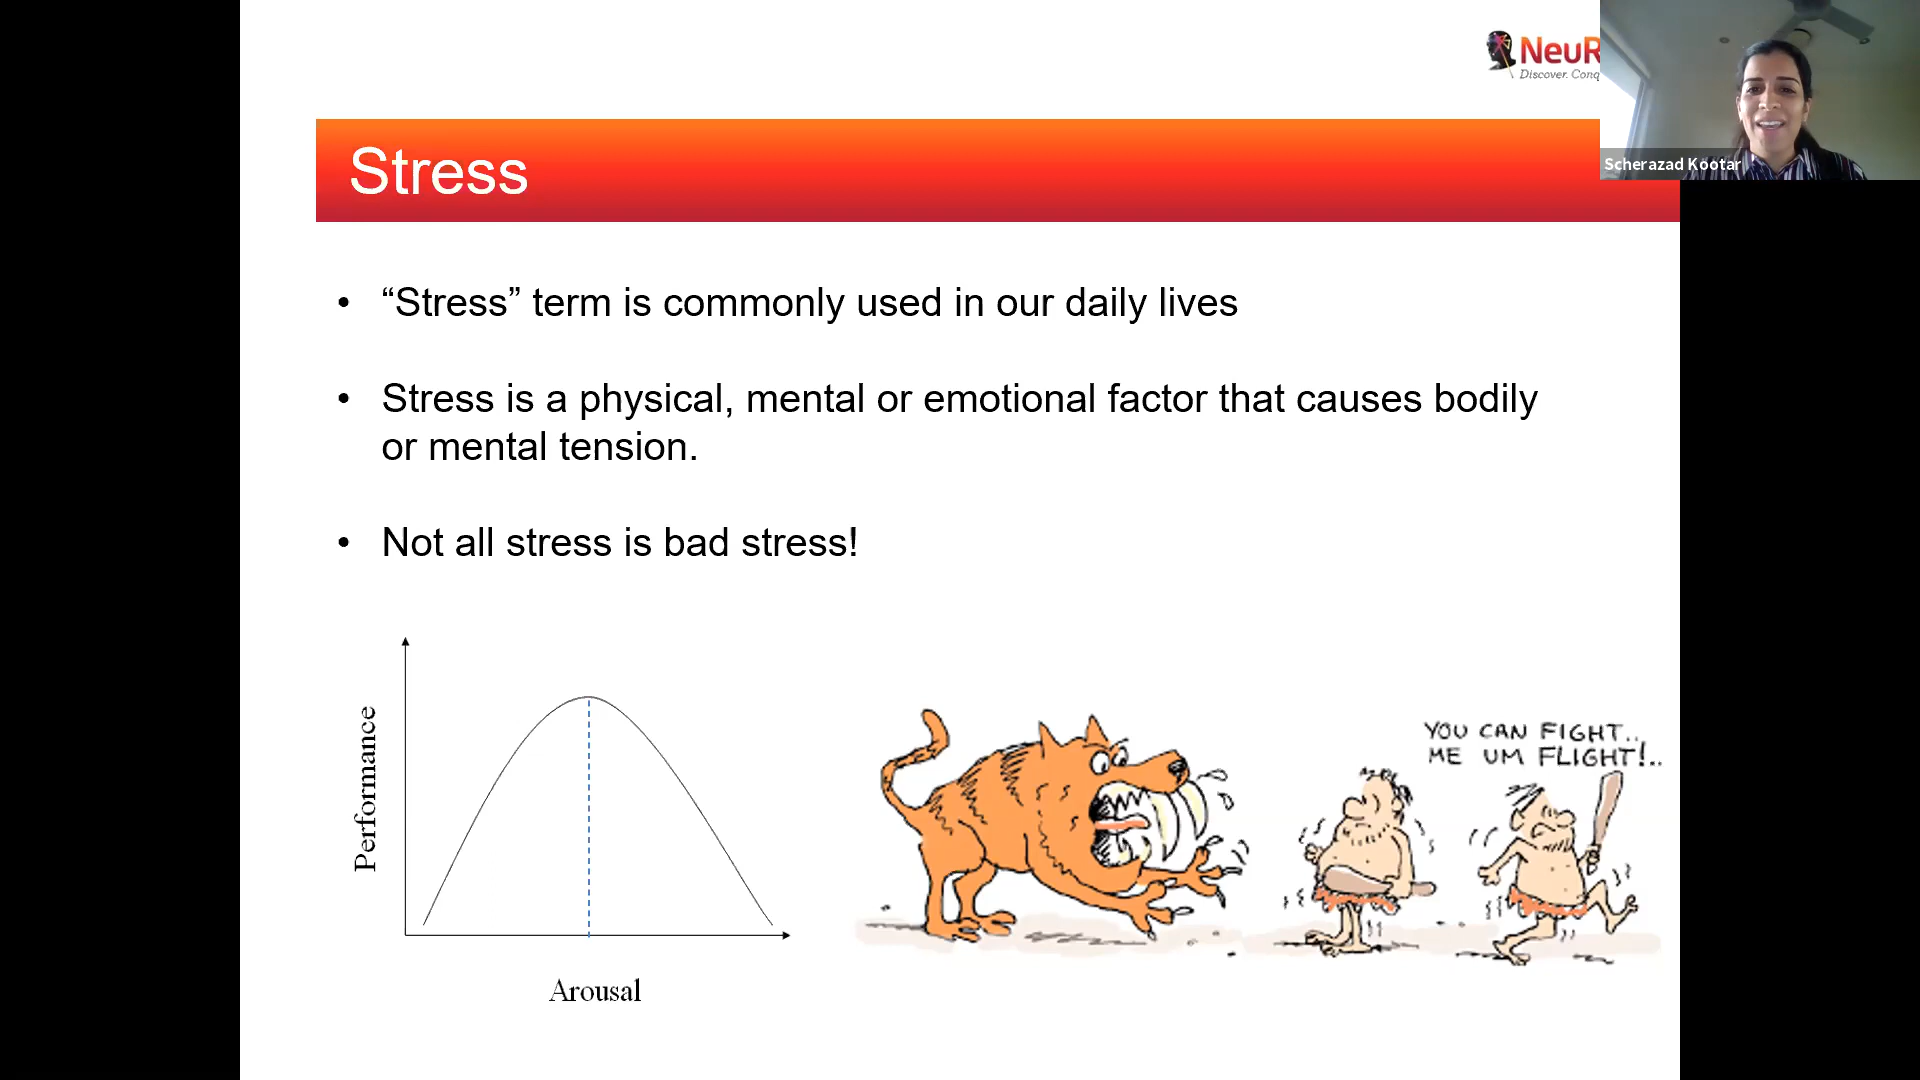 NeuR
Discover. Conq
Scherazad Kootar
Stress
• “Stress” term is commonly used in our daily lives
• Stress is a physical, mental or emotional factor that causes bodily
or mental tension.
• Not all stress is bad stress!
Performance
Arousal
YOU CAN FIGHT..
ME UM FLIGHT!..